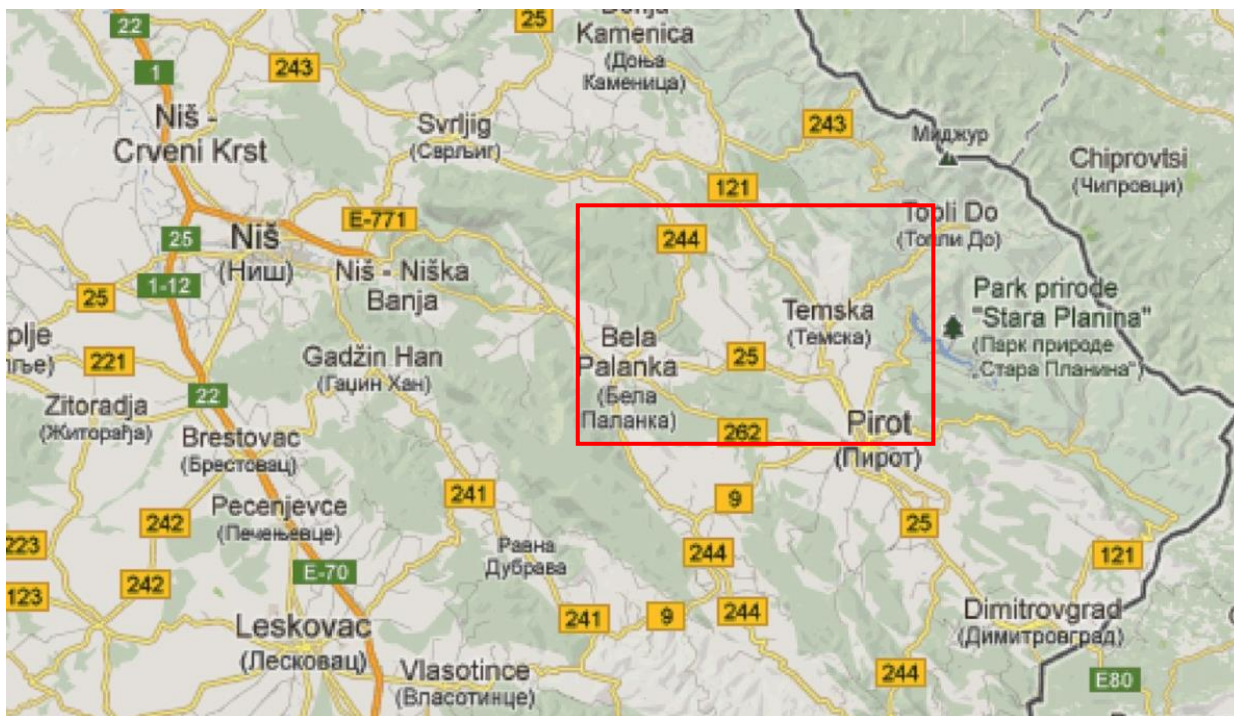 22
25
Donja
Kamenica
(Доња
Каменица)
1
243
Niš -
Crveni Krst
Svrljig
(Сврљиг)
243
Миджур
Chiprovtsi
(Чипровци)
121
E-771
Topli Do
(Топли До)
25
Niš
(Ниш)
244
Niš - Niška
Banja
1-12
25
Park prirode
"Stara Planina"
(Парк природе
„Стара Планина")
Temska
(Темска)
plje
ље)
221
Gadžin Han
(Гаџин Хан)
Bela
Palanka
(Бела
Паланка)
25
22
Zitoradja
(Житорађа)
Brestovac
(Брестовац)
262
Pirot
(Пирот)
Pecenjevce
(Печењевце)
241
9
242
25
223
Равна
Дубрава
244
121
E-70
242
123
241
9
244
Dimitrovgrad
(Димитровград)
Leskovac
(Лесковац)
Vlasotince
(Власотинце)
244
E80